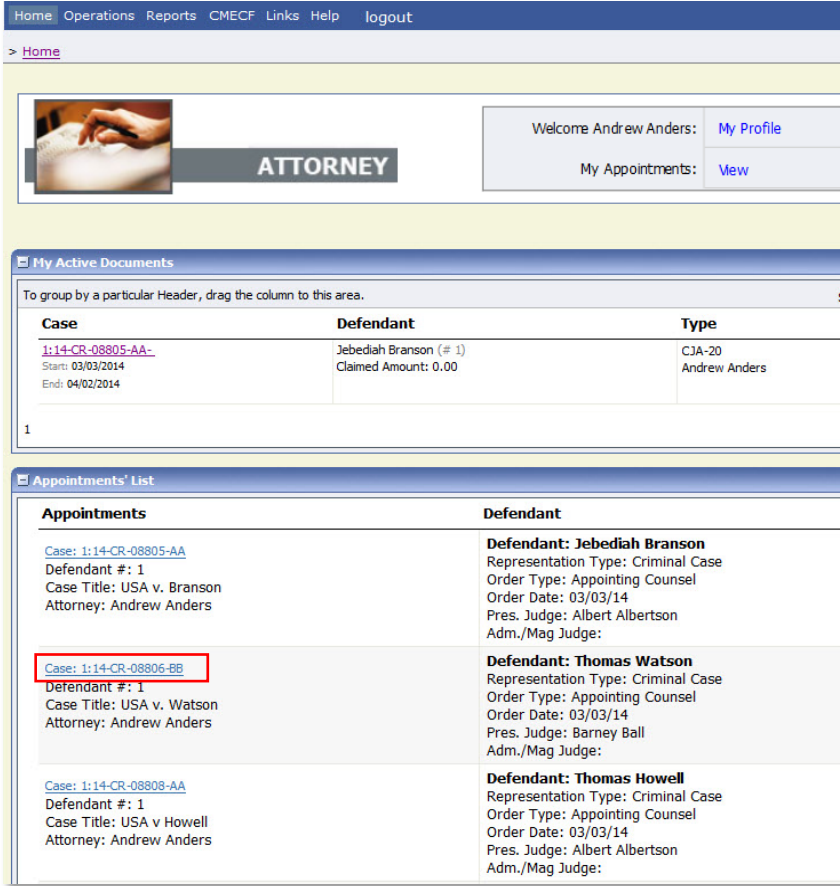 Home Operations Reports CMECF Links Help logout
> Home
ATTORNEY
Welcome Andrew Anders: My Profile
My Appointments: View
My Active Documents
To group by a particular Header, drag the column to this area.
Case Defendant Type
1:14-CR-08805-AA- Jebediah Branson (# 1) CJA-20
Start: 03/03/2014 Claimed Amount: 0.00 Andrew Anders
End: 04/02/2014
1
Appointments' List
Appointments Defendant
Case: 1:14-CR-08805-AA
Defendant #: 1
Case Title: USA v. Branson
Attorney: Andrew Anders
Defendant: Jebediah Branson
Representation Type: Criminal Case
Order Type: Appointing Counsel
Order Date: 03/03/14
Pres. Judge: Albert Albertson
Adm./Mag Judge:
Case: 1:14-CR-08806-BB
Defendant #: 1
Case Title: USA v. Watson
Attorney: Andrew Anders
Defendant: Thomas Watson
Representation Type: Criminal Case
Order Type: Appointing Counsel
Order Date: 03/03/14
Pres. Judge: Barney Ball
Adm./Mag Judge:
Case: 1:14-CR-08808-AA
Defendant #: 1
Case Title: USA v Howell
Attorney: Andrew Anders
Defendant: Thomas Howell
Representation Type: Criminal Case
Order Type: Appointing Counsel
Order Date: 03/03/14
Pres. Judge: Albert Albertson
Adm./Mag Judge: